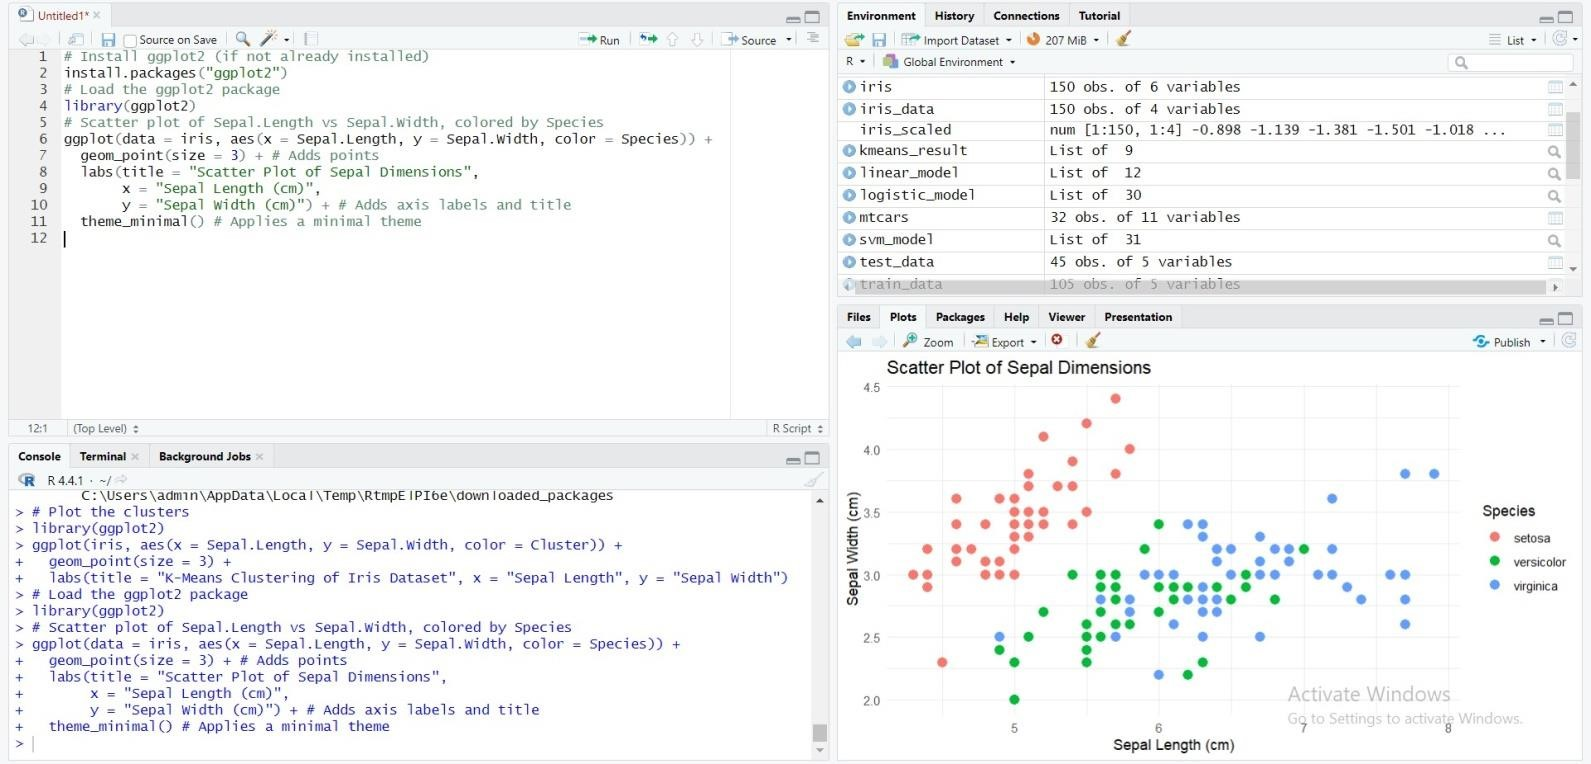 Untitled1*
Source on Save
Run
Source
1 # Install ggplot2 (if not already installed)
2 install.packages("ggplot2")
3 # Load the ggplot2 package
4 library(ggplot2)
5 # Scatter plot of Sepal.Length vs Sepal.Width, colored by Species
6 ggplot(data = iris, aes(x = Sepal.Length, y = Sepal.Width, color = Species)) +
7 geom_point(size = 3) + # Adds points
8 labs(title = "Scatter Plot of Sepal Dimensions",
9 x = "Sepal Length (cm)",
10 y = "Sepal Width (cm)") + # Adds axis labels and title
11 theme_minimal() # Applies a minimal theme
12
12:1 (Top Level) R Script
Console Terminal Background Jobs
R 4.4.1 · ~/
> # Plot the clusters
> library(ggplot2)
> ggplot(iris, aes(x = Sepal.Length, y = Sepal.Width, color = Cluster)) +
+ geom_point(size = 3) +
+ labs(title = "K-Means Clustering of Iris Dataset", x = "Sepal Length", y = "Sepal Width")
> # Load the ggplot2 package
> library(ggplot2)
> # Scatter plot of Sepal.Length vs Sepal.Width, colored by Species
> ggplot(data = iris, aes(x = Sepal.Length, y = Sepal.Width, color = Species)) +
+ geom_point(size = 3) + # Adds points
+ labs(title = "Scatter Plot of Sepal Dimensions",
+ x = "Sepal Length (cm)",
+ y = "Sepal Width (cm)") + # Adds axis labels and title
+ theme_minimal() # Applies a minimal theme
>
Environment History Connections Tutorial
Import Dataset 207 MiB List
R Global Environment
iris 150 obs. of 6 variables
iris_data 150 obs. of 4 variables
iris_scaled num [1:150, 1:4] -0.898 -1.139 -1.381 -1.501 -1.018 ...
kmeans_result List of 9
linear_model List of 12
logistic_model List of 30
mtcars 32 obs. of 11 variables
svm_model List of 31
test_data 45 obs. of 5 variables
train_data 105 obs. of 5 variables
Files Plots Packages Help Viewer Presentation
Zoom Export Publish
Scatter Plot of Sepal Dimensions
4.5
4.0
3.5
3.0
2.5
2.0
Sepal Width (cm)
5 6 7 8
Sepal Length (cm)
Species
setosa
versicolor
virginica
Activate Windows
Go to Settings to activate Windows.